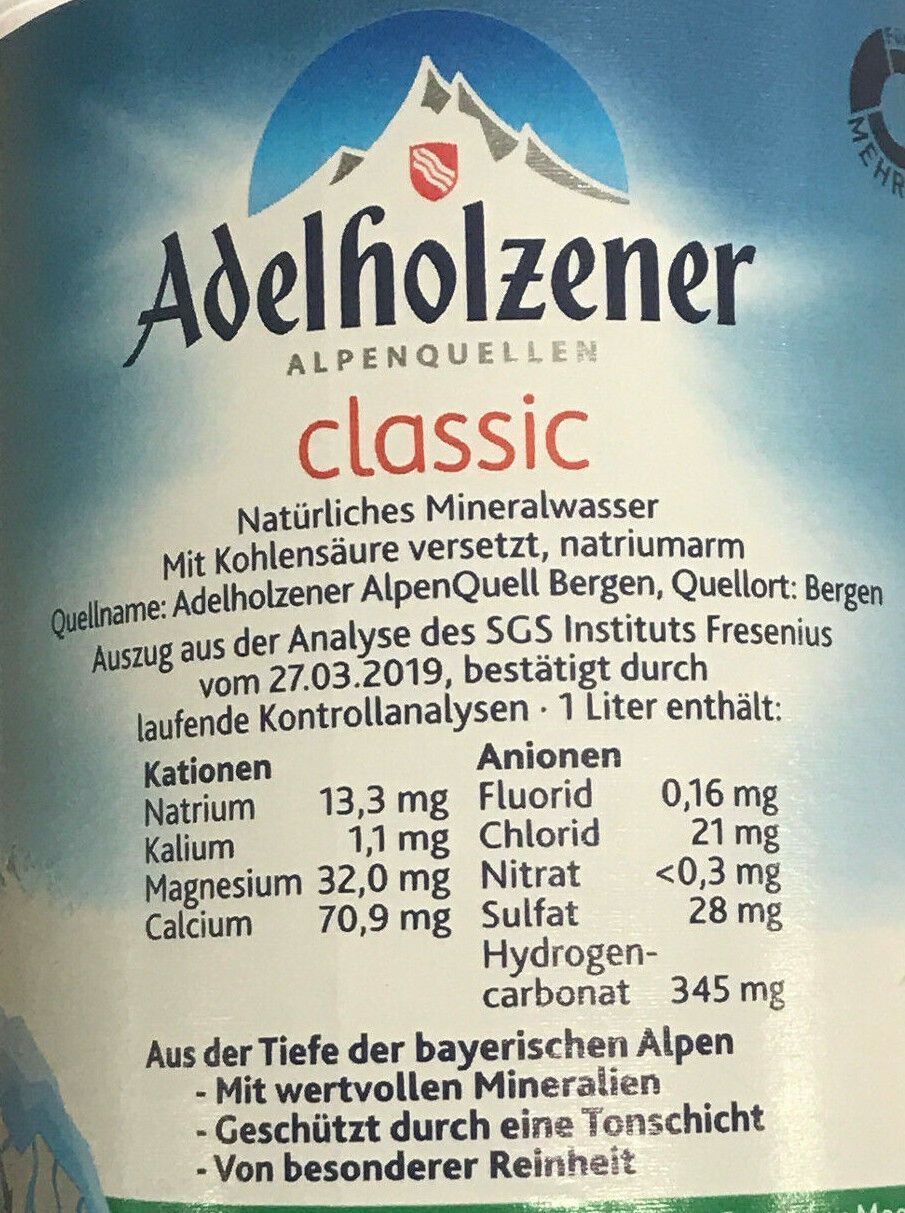 MEHR
Adelholzener
ALPENQUELLEN
classic
Natürliches Mineralwasser
Mit Kohlensäure versetzt, natriumarm
Quellname: Adelholzener AlpenQuell Bergen, Quellort: Bergen
Auszug aus der Analyse des SGS Instituts Fresenius
vom 27.03.2019, bestätigt durch
laufende Kontrollanalysen · 1 Liter enthält:
Kationen
Natrium 13,3 mg
Kalium 1,1 mg
Magnesium 32,0 mg
Calcium 70,9 mg
Anionen
Fluorid 0,16 mg
Chlorid 21 mg
Nitrat <0,3 mg
Sulfat 28 mg
Hydrogen-
carbonat 345 mg
Aus der Tiefe der bayerischen Alpen
- Mit wertvollen Mineralien
- Geschützt durch eine Tonschicht
- Von besonderer Reinheit